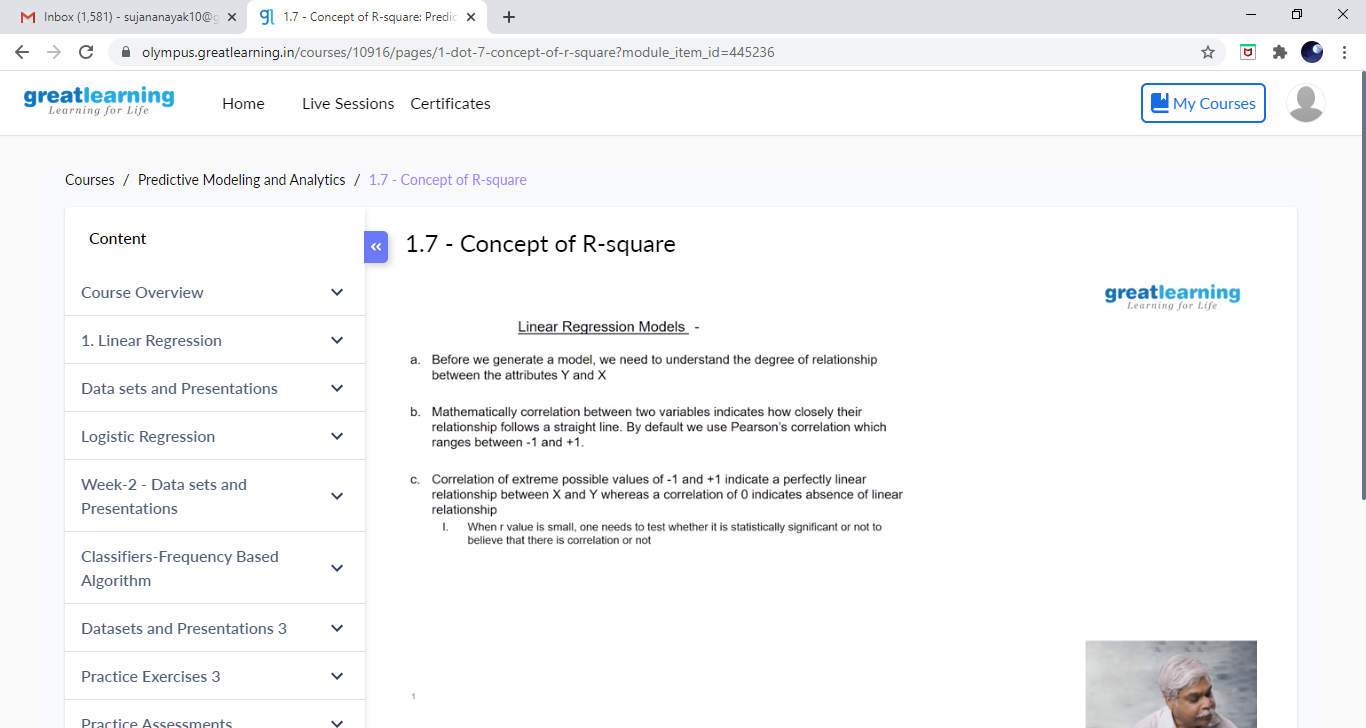 Inbox (1,581) - sujananayak10@g
1.7 - Concept of R-square: Predic
olympus.greatlearning.in/courses/10916/pages/1-dot-7-concept-of-r-square?module_item_id=445236
greatlearning
Learning for Life
Home
Live Sessions
Certificates
My Courses
Courses / Predictive Modeling and Analytics / 1.7 - Concept of R-square
Content
Course Overview
1. Linear Regression
Data sets and Presentations
Logistic Regression
Week-2 - Data sets and
Presentations
Classifiers-Frequency Based
Algorithm
Datasets and Presentations 3
Practice Exercises 3
Practice Assessments
«
1.7 - Concept of R-square
greatlearning
Learning for Life
Linear Regression Models -
a. Before we generate a model, we need to understand the degree of relationship
between the attributes Y and X
b. Mathematically correlation between two variables indicates how closely their
relationship follows a straight line. By default we use Pearson's correlation which
ranges between -1 and +1.
c. Correlation of extreme possible values of -1 and +1 indicate a perfectly linear
relationship between X and Y whereas a correlation of 0 indicates absence of linear
relationship
I. When r value is small, one needs to test whether it is statistically significant or not to
believe that there is correlation or not
1